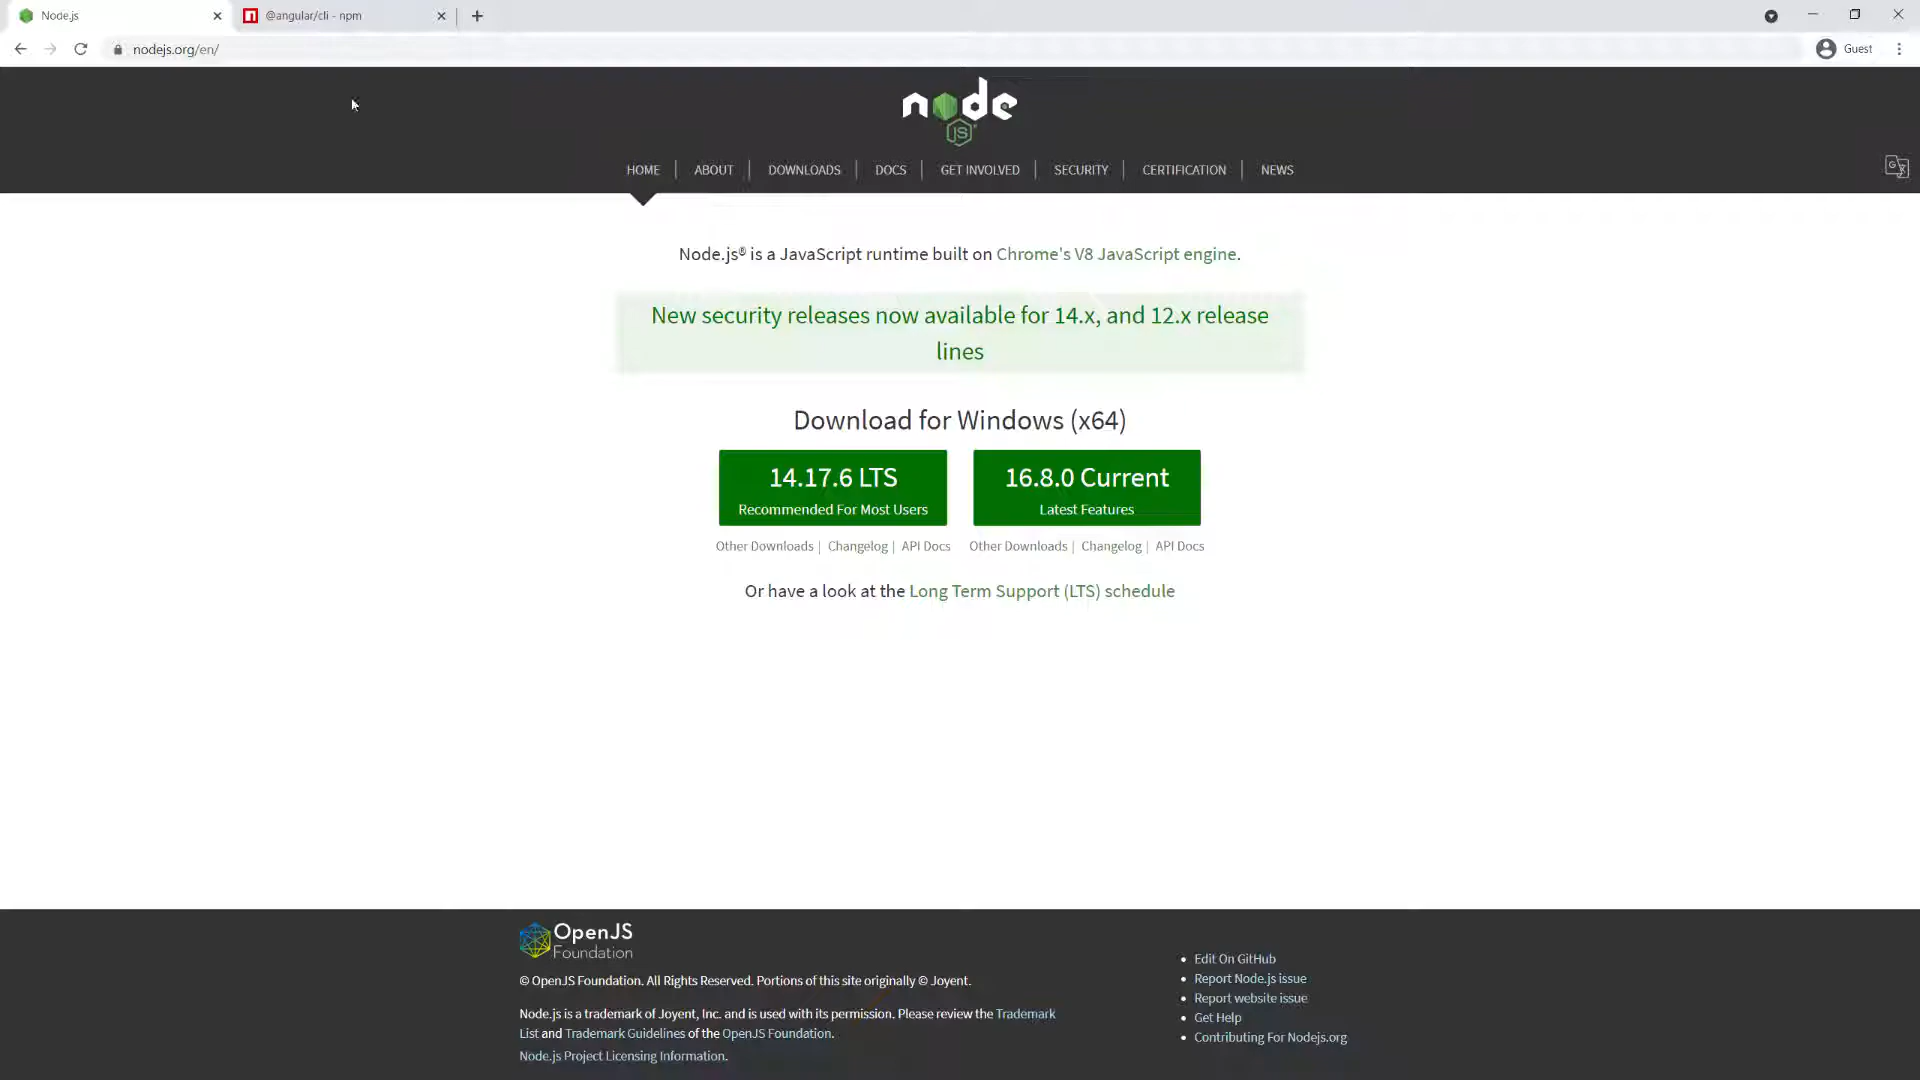 Node.js
@angular/cli - npm
nodejs.org/en/
Guest
node
JS
HOME
ABOUT
DOWNLOADS
DOCS
GET INVOLVED
SECURITY
CERTIFICATION
NEWS
Node.js® is a JavaScript runtime built on Chrome's V8 JavaScript engine.
New security releases now available for 14.x, and 12.x release
lines
Download for Windows (x64)
14.17.6 LTS
Recommended For Most Users
16.8.0 Current
Latest Features
Other Downloads | Changelog | API Docs
Other Downloads | Changelog | API Docs
Or have a look at the Long Term Support (LTS) schedule
OpenJS
Foundation
© OpenJS Foundation. All Rights Reserved. Portions of this site originally © Joyent.
Node.js is a trademark of Joyent, Inc. and is used with its permission. Please review the Trademark
List and Trademark Guidelines of the OpenJS Foundation.
Node.js Project Licensing Information.
Edit On GitHub
Report Node.js issue
Report website issue
Get Help
Contributing For Nodejs.org